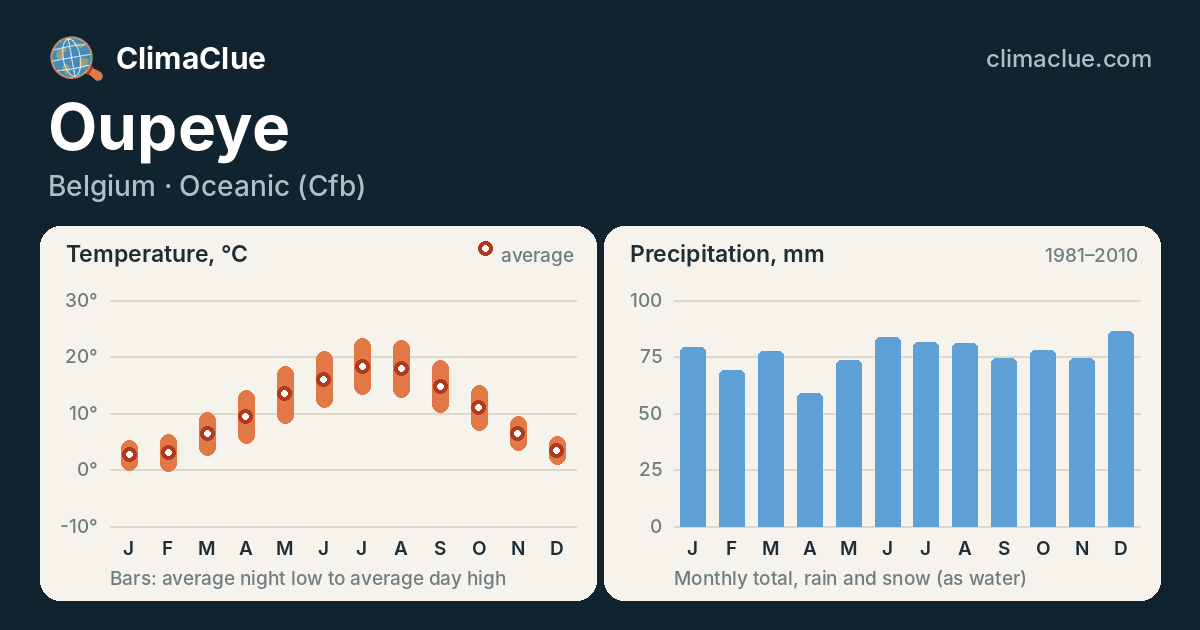 ClimaClue
climaclue.com
Oupeye
Belgium · Oceanic (Cfb)
Temperature, °C
average
30°
20°
10°
0°
-10°
J F M A M J J A S O N D
Bars: average night low to average day high
Precipitation, mm
1981–2010
100
75
50
25
0
J F M A M J J A S O N D
Monthly total, rain and snow (as water)